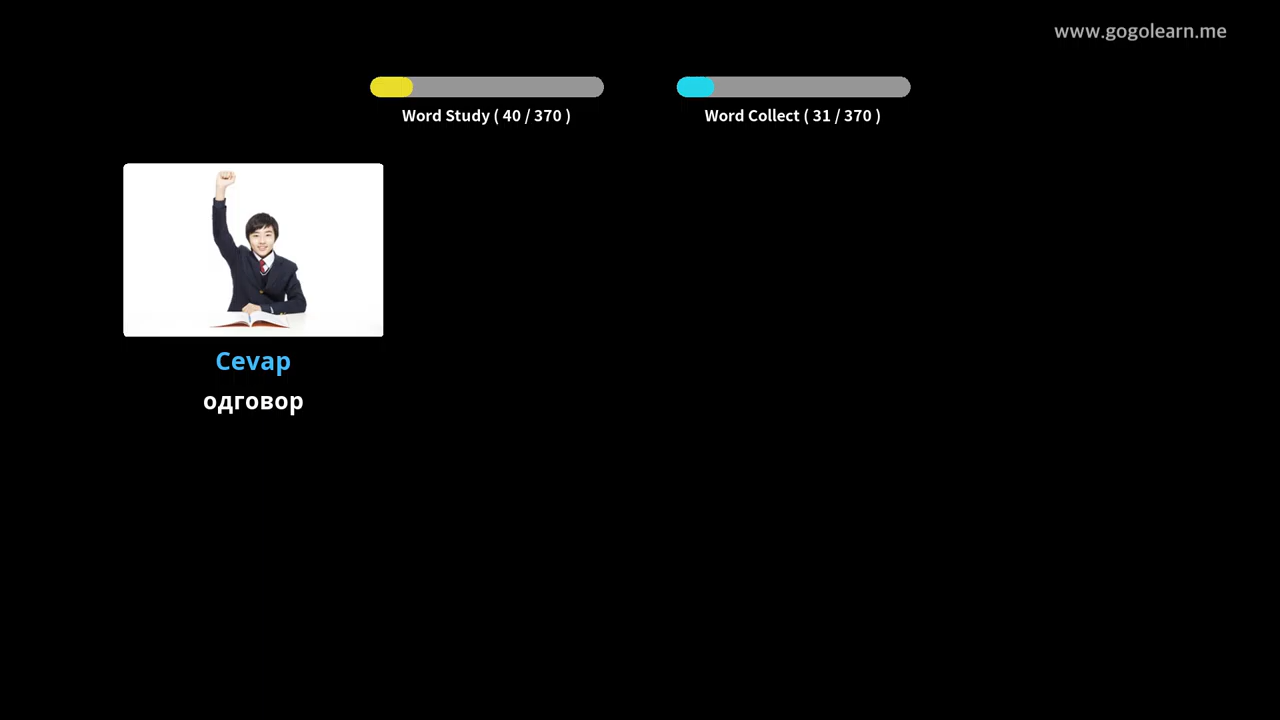 www.gogolearn.me
Word Study ( 40 / 370 )
Word Collect ( 31 / 370 )
Cevap
одговор